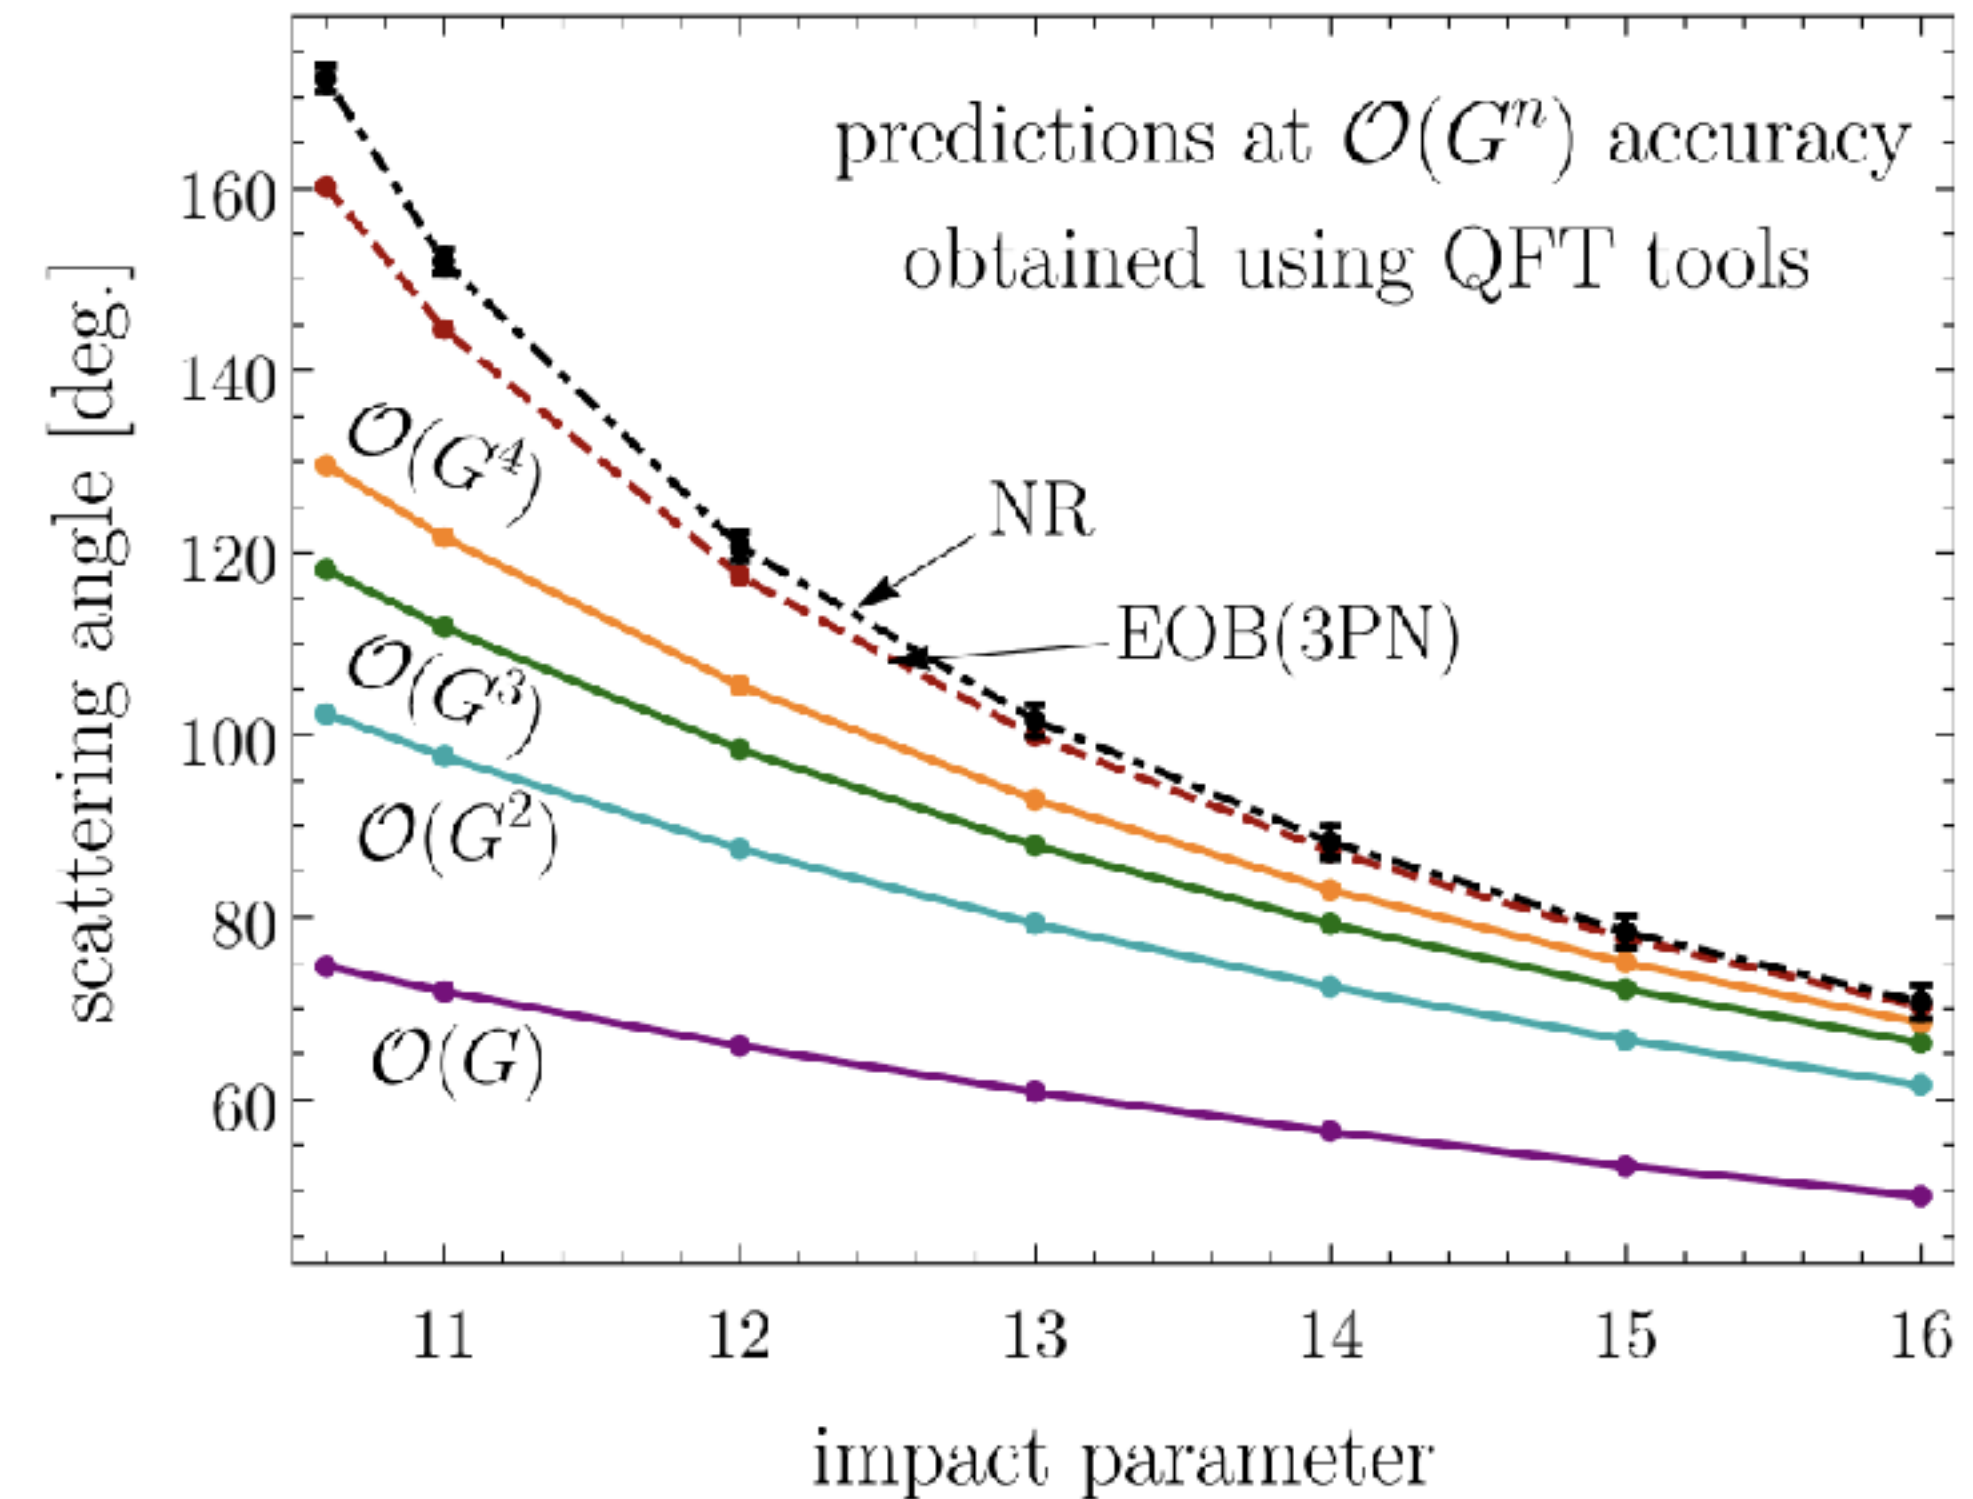 predictions at 𝒪(Gⁿ) accuracy
obtained using QFT tools
scattering angle [deg.]
160
140
120
100
80
60
𝒪(G⁴)
𝒪(G³)
𝒪(G²)
𝒪(G)
NR
EOB(3PN)
11 12 13 14 15 16
impact parameter